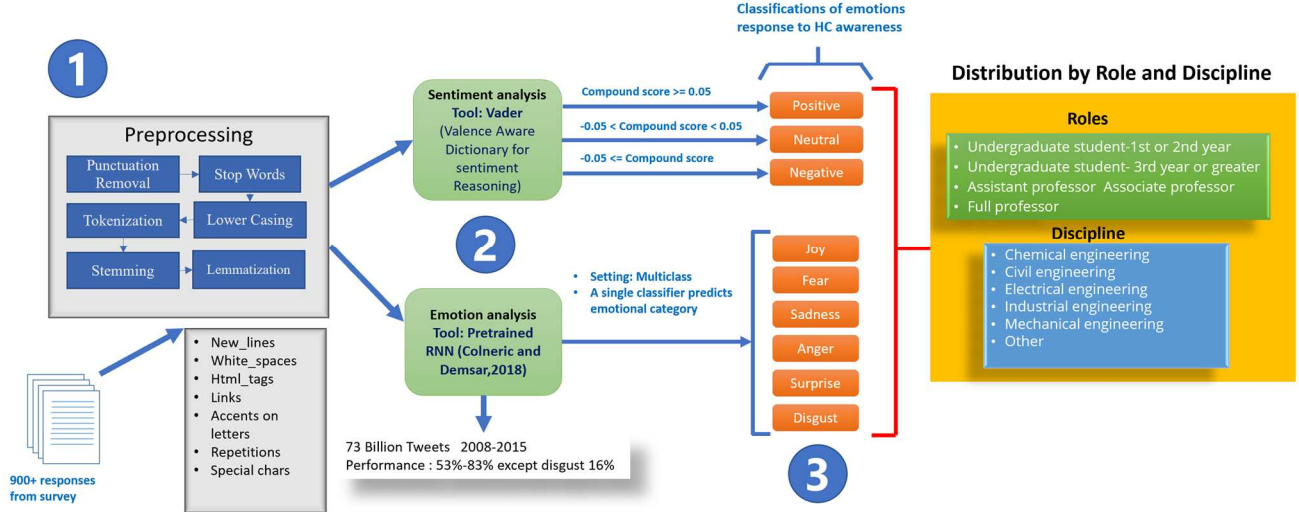 1
Preprocessing
Punctuation
Removal
Stop Words
Tokenization
Lower Casing
Stemming
Lemmatization
900+ responses
from survey
• New_lines
• White_spaces
• Html_tags
• Links
• Accents on
letters
• Repetitions
• Special chars
2
Sentiment analysis
Tool: Vader
(Valence Aware
Dictionary for
sentiment
Reasoning)
Emotion analysis
Tool: Pretrained
RNN (Colneric and
Demsar,2018)
73 Billion Tweets 2008-2015
Performance : 53%-83% except disgust 16%
Compound score >= 0.05
-0.05 < Compound score < 0.05
-0.05 <= Compound score
• Setting: Multiclass
• A single classifier predicts
emotional category
Classifications of emotions
response to HC awareness
Positive
Neutral
Negative
Joy
Fear
Sadness
Anger
Surprise
Disgust
3
Distribution by Role and Discipline
Roles
• Undergraduate student-1st or 2nd year
• Undergraduate student- 3rd year or greater
• Assistant professor Associate professor
• Full professor
Discipline
• Chemical engineering
• Civil engineering
• Electrical engineering
• Industrial engineering
• Mechanical engineering
• Other